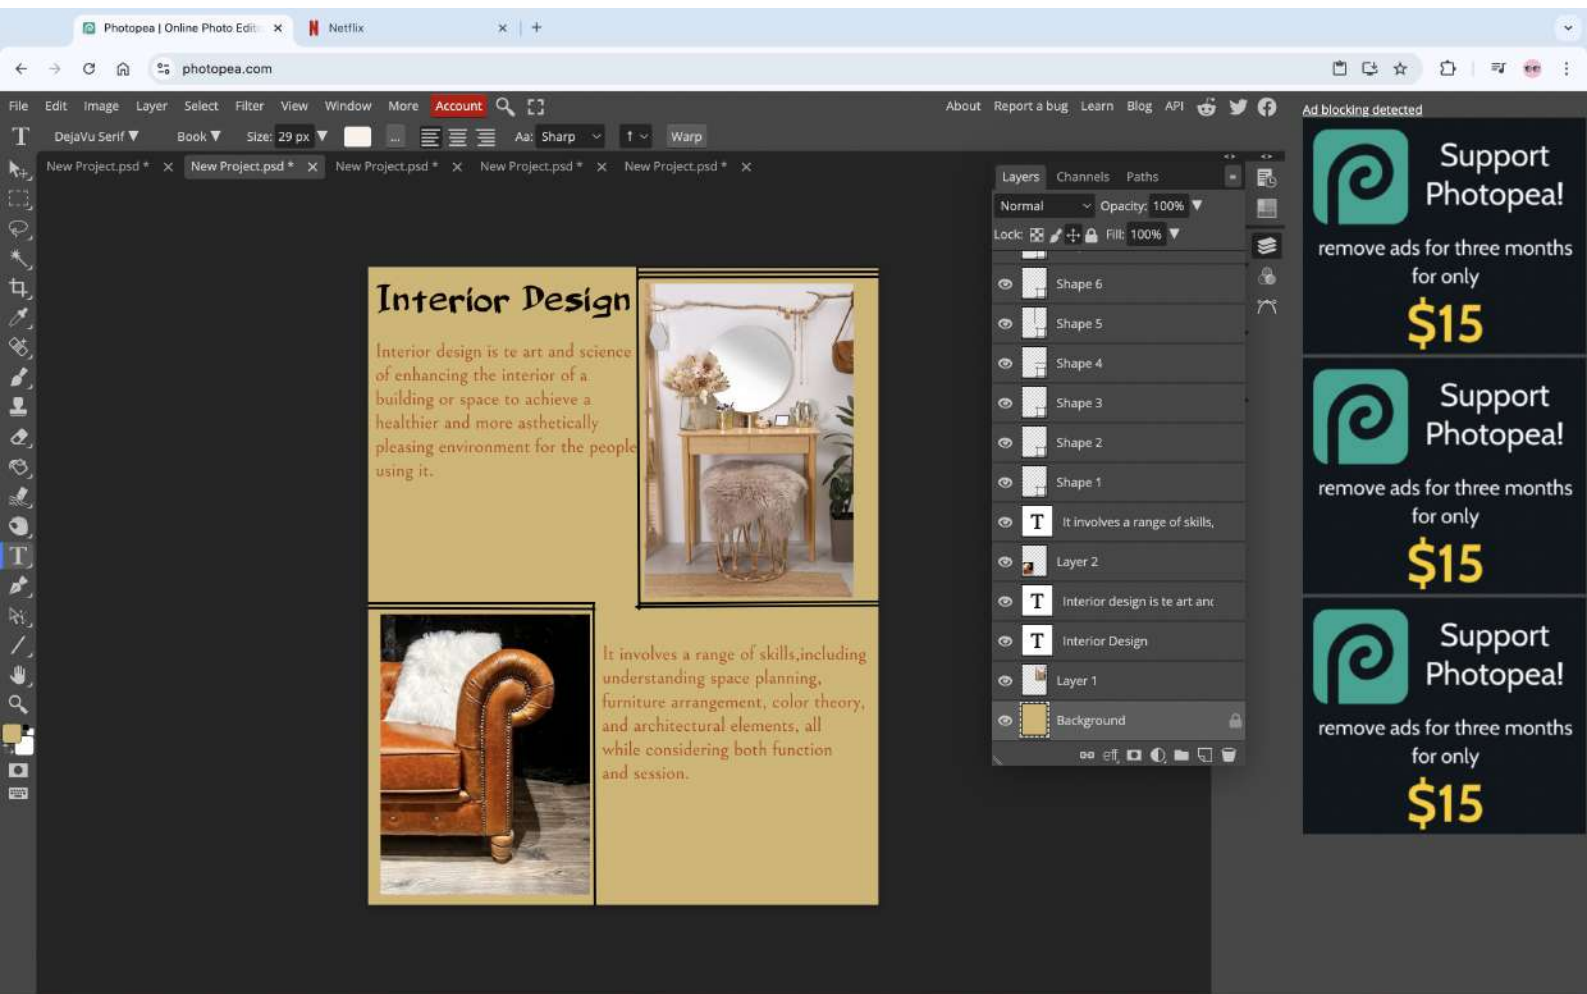 Photopea | Online Photo Edit
Netflix
photopea.com
File Edit Image Layer Select Filter View Window More Account
About Report a bug Learn Blog API
Ad blocking detected
T DejaVu Serif Book Size: 29 px ... Aa: Sharp Warp
New Project.psd * New Project.psd * New Project.psd * New Project.psd * New Project.psd *
Layers Channels Paths
Normal Opacity: 100%
Lock: Fill: 100%
Shape 6
Shape 5
Shape 4
Shape 3
Shape 2
Shape 1
T It involves a range of skills,
Layer 2
T Interior design is te art and
T Interior Design
Layer 1
Background
eff
Interior Design
Interior design is te art and science
of enhancing the interior of a
building or space to achieve a
healthier and more asthetically
pleasing environment for the people
using it.
It involves a range of skills,including
understanding space planning,
furniture arrangement, color theory,
and architectural elements, all
while considering both function
and session.
Support
Photopea!
remove ads for three months
for only
$15
Support
Photopea!
remove ads for three months
for only
$15
Support
Photopea!
remove ads for three months
for only
$15